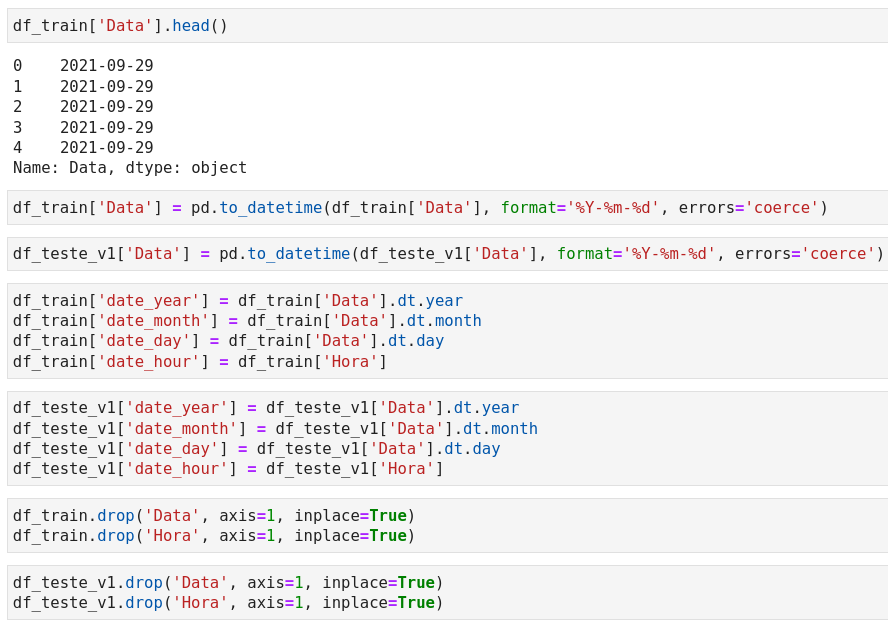 df_train['Data'].head()
0    2021-09-29
1    2021-09-29
2    2021-09-29
3    2021-09-29
4    2021-09-29
Name: Data, dtype: object
df_train['Data'] = pd.to_datetime(df_train['Data'], format='%Y-%m-%d', errors='coerce')
df_teste_v1['Data'] = pd.to_datetime(df_teste_v1['Data'], format='%Y-%m-%d', errors='coerce')
df_train['date_year'] = df_train['Data'].dt.year
df_train['date_month'] = df_train['Data'].dt.month
df_train['date_day'] = df_train['Data'].dt.day
df_train['date_hour'] = df_train['Hora']
df_teste_v1['date_year'] = df_teste_v1['Data'].dt.year
df_teste_v1['date_month'] = df_teste_v1['Data'].dt.month
df_teste_v1['date_day'] = df_teste_v1['Data'].dt.day
df_teste_v1['date_hour'] = df_teste_v1['Hora']
df_train.drop('Data', axis=1, inplace=True)
df_train.drop('Hora', axis=1, inplace=True)
df_teste_v1.drop('Data', axis=1, inplace=True)
df_teste_v1.drop('Hora', axis=1, inplace=True)